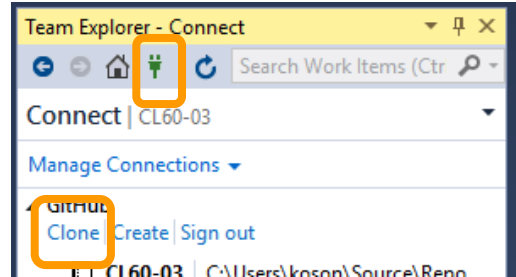 Team Explorer - Connect
Search Work Items (Ctr
Connect | CL60-03
Manage Connections
GitHub
Clone Create Sign out
CL60-03 C:\Users\koson\Source\Repo